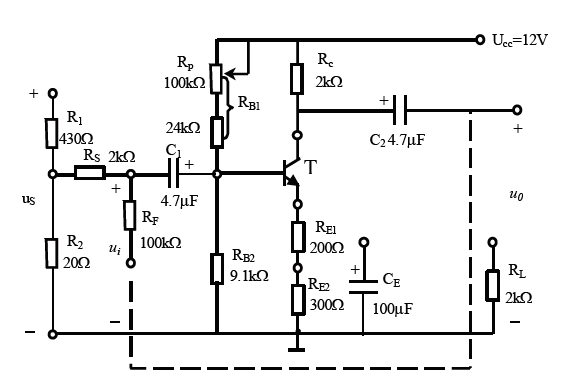 Ucc=12V
Rp
100kΩ
Rc
2kΩ
RB1
+
R1
430Ω
24kΩ
+
C2 4.7μF
+
RS 2kΩ
C1
+
T
+
4.7μF
uS
RF
100kΩ
ui
u0
R2
20Ω
RB2
9.1kΩ
RE1
200Ω
+
CE
100μF
RE2
300Ω
RL
2kΩ
−
−
−